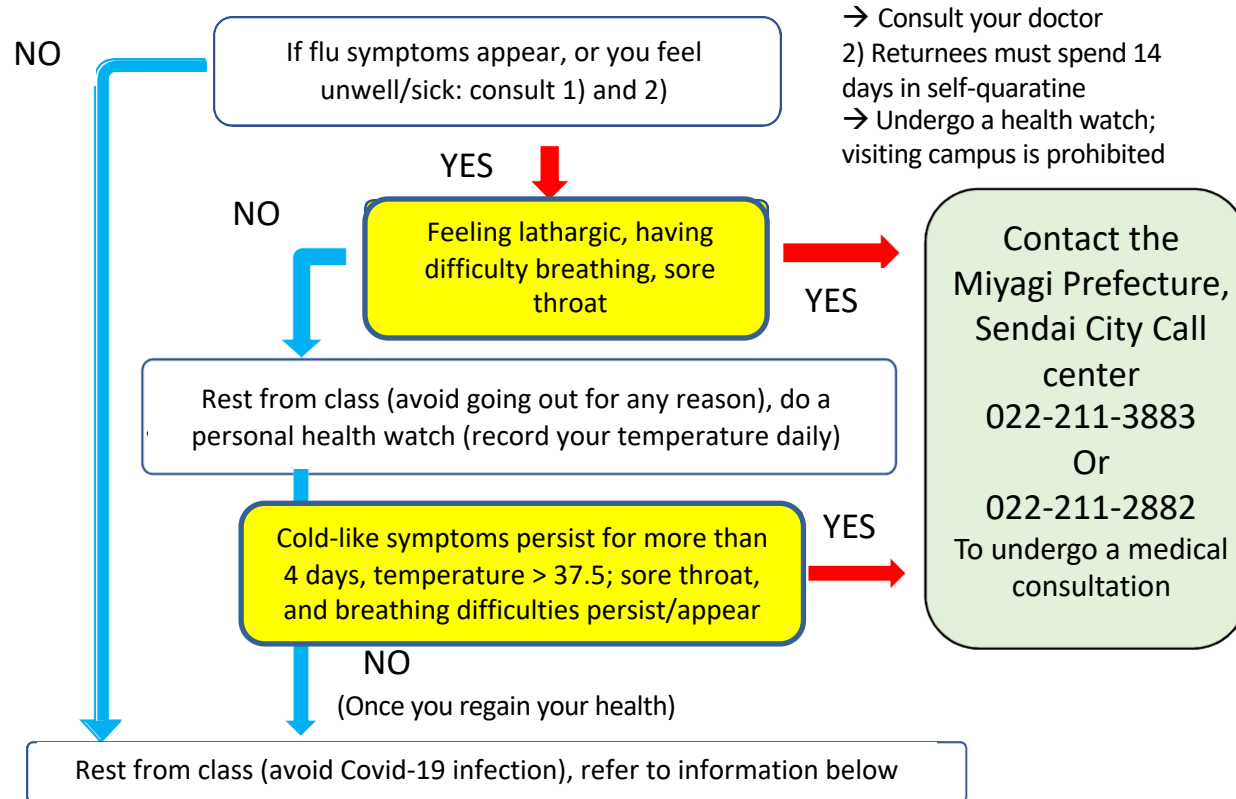 → Consult your doctor
2) Returnees must spend 14
days in self-quaratine
→ Undergo a health watch;
visiting campus is prohibited
NO
If flu symptoms appear, or you feel
unwell/sick: consult 1) and 2)
YES
NO
Feeling lathargic, having
difficulty breathing, sore
throat
YES
Contact the
Miyagi Prefecture,
Sendai City Call
center
022-211-3883
Or
022-211-2882
To undergo a medical
consultation
Rest from class (avoid going out for any reason), do a
personal health watch (record your temperature daily)
Cold-like symptoms persist for more than
4 days, temperature > 37.5; sore throat,
and breathing difficulties persist/appear
YES
NO
(Once you regain your health)
Rest from class (avoid Covid-19 infection), refer to information below